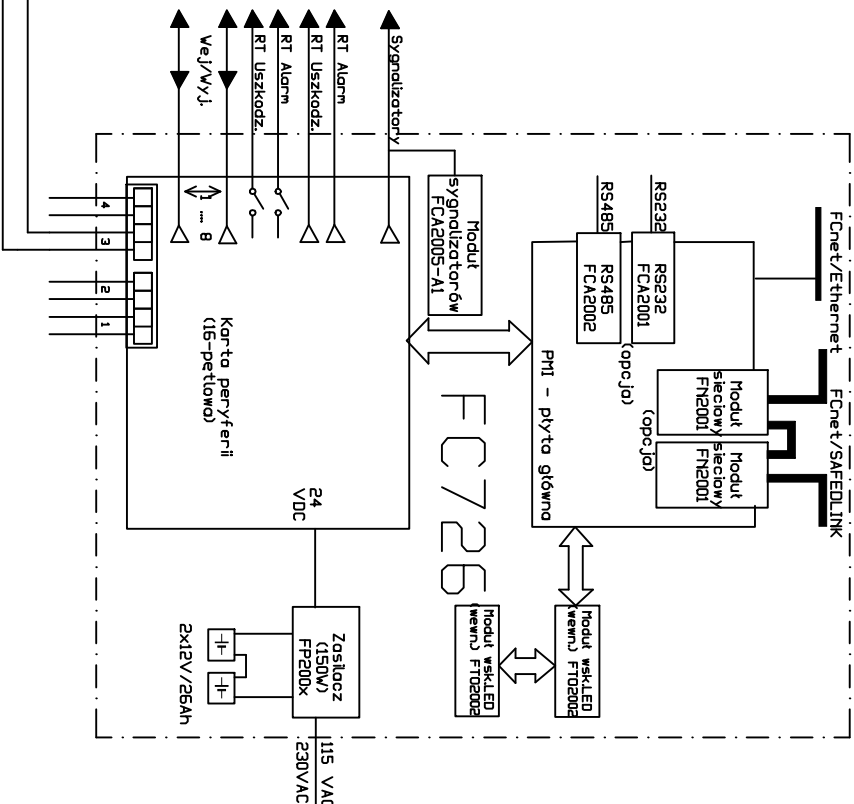 FCnet/Ethernet
FCnet/SAFEDLINK
RS232
RS485
RS232
FCA2001
RS485
FCA2002
(opcja)
Moduł
sieciowy
FN2001
Moduł
sieciowy
FN2001
(opcja)
PMI - płyta główna
Moduł wsk.LED
(wewn.) FTO2002
Moduł wsk.LED
(wewn.) FTO2002
Moduł
sygnalizatorów
FCA2005-A1
FC726
Sygnalizatory
RT Alarm
RT Uszkodz.
RT Alarm
RT Uszkodz.
Wej/Wyj.
1 .... 8
24
VDC
Karta peryferii
(16-pętlowa)
Zasilacz
(150W)
FP200x
115 VAC
230VAC
2x12V/26Ah
4
3
2
1